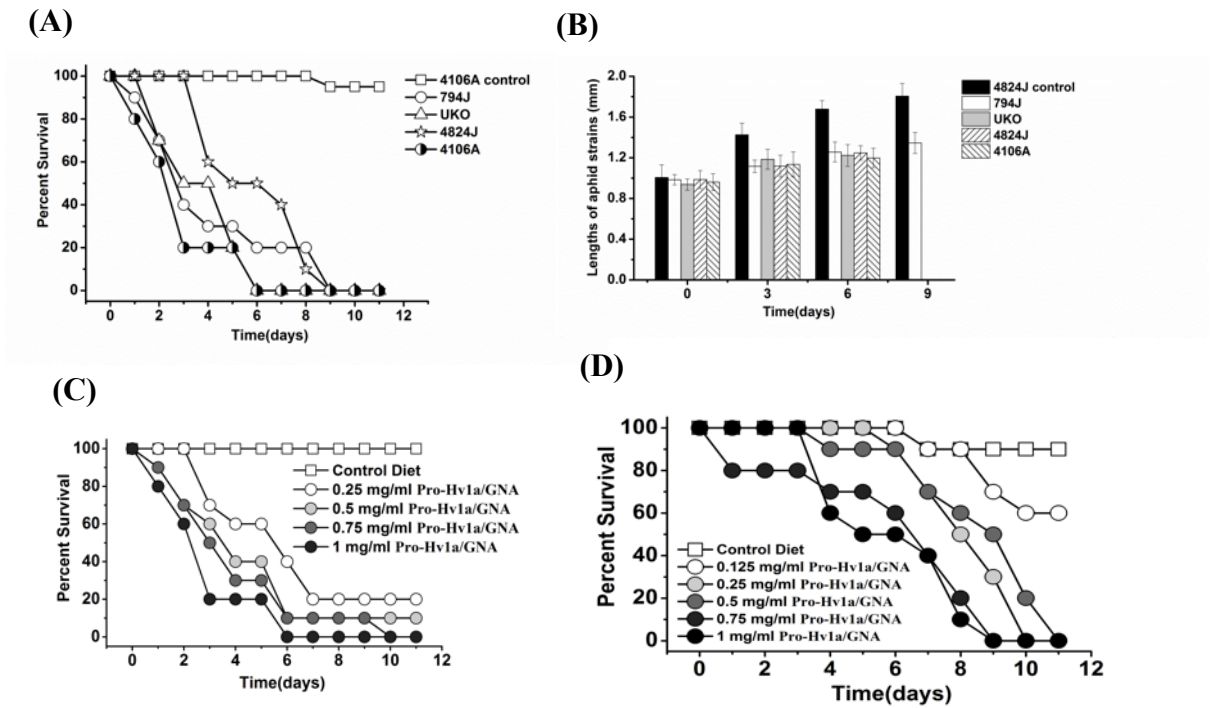 (A)
Percent Survival
100
80
60
40
20
0
0 2 4 6 8 10 12
Time(days)
4106A control
794J
UKO
4824J
4106A
(B)
Lengths of aphid strains (mm)
2.0
1.6
1.2
0.8
0.4
0.0
0 3 6 9
Time(days)
4824J control
794J
UKO
4824J
4106A
(C)
Percent Survival
100
80
60
40
20
0
0 2 4 6 8 10 12
Time(days)
Control Diet
0.25 mg/ml Pro-Hv1a/GNA
0.5 mg/ml Pro-Hv1a/GNA
0.75 mg/ml Pro-Hv1a/GNA
1 mg/ml Pro-Hv1a/GNA
(D)
Percent Survival
100
80
60
40
20
0
0 2 4 6 8 10 12
Time(days)
Control Diet
0.125 mg/ml Pro-Hv1a/GNA
0.25 mg/ml Pro-Hv1a/GNA
0.5 mg/ml Pro-Hv1a/GNA
0.75 mg/ml Pro-Hv1a/GNA
1 mg/ml Pro-Hv1a/GNA